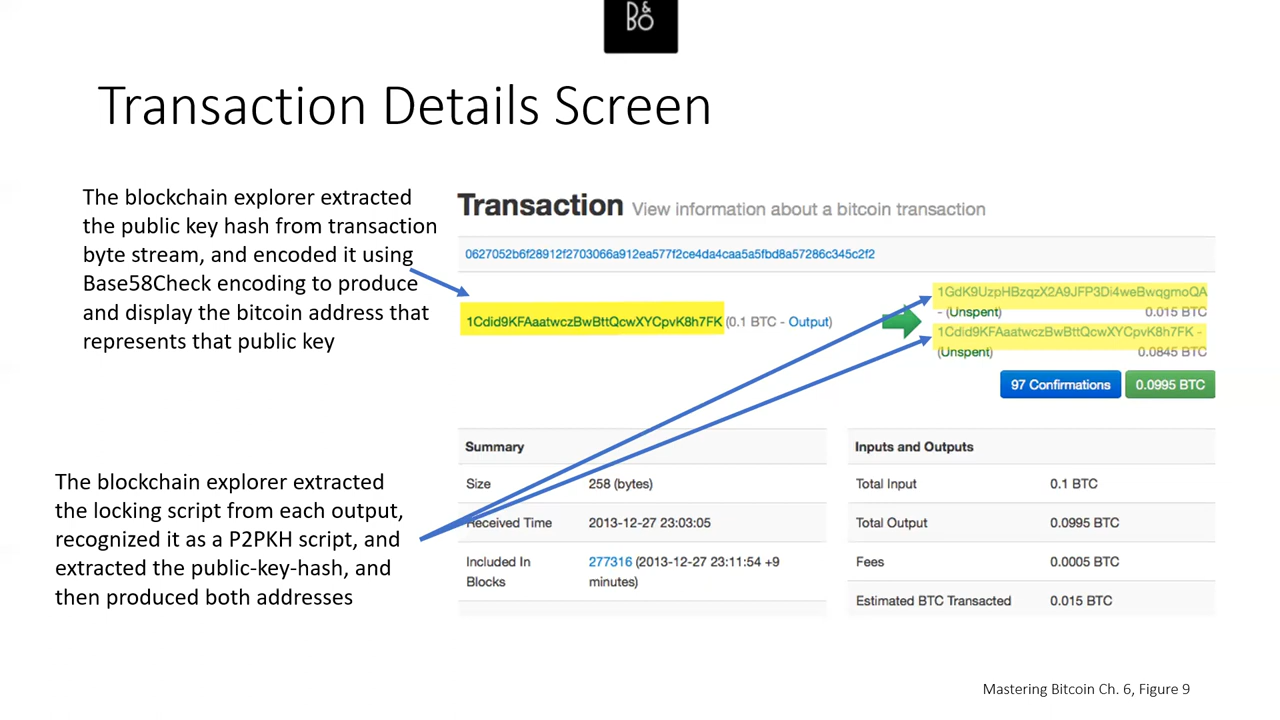 D&
BO
Transaction Details Screen
The blockchain explorer extracted
the public key hash from transaction
byte stream, and encoded it using
Base58Check encoding to produce
and display the bitcoin address that
represents that public key
The blockchain explorer extracted
the locking script from each output,
recognized it as a P2PKH script, and
extracted the public-key-hash, and
then produced both addresses
Transaction View information about a bitcoin transaction
0627052b6f28912f2703066a912ea577f2ce4da4caa5a5fbd8a57286c345c2f2
1Cdid9KFAaatwczBwBttQcwXYCpvK8h7FK (0.1 BTC - Output)
1GdK9UzpHBzqzX2A9JFP3Di4weBwqgmoQA
- (Unspent) 0.015 BTC
1Cdid9KFAaatwczBwBttQcwXYCpvK8h7FK -
(Unspent) 0.0845 BTC
97 Confirmations 0.0995 BTC
Summary
Size 258 (bytes)
Received Time 2013-12-27 23:03:05
Included In 277316 (2013-12-27 23:11:54 +9
Blocks minutes)
Inputs and Outputs
Total Input 0.1 BTC
Total Output 0.0995 BTC
Fees 0.0005 BTC
Estimated BTC Transacted 0.015 BTC
Mastering Bitcoin Ch. 6, Figure 9